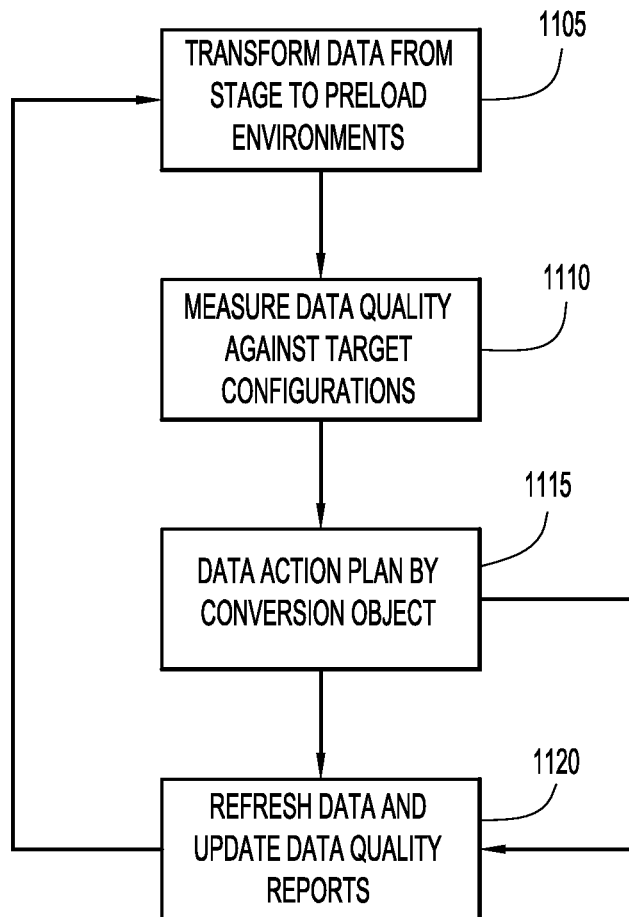 1105
TRANSFORM DATA FROM
STAGE TO PRELOAD
ENVIRONMENTS
1110
MEASURE DATA QUALITY
AGAINST TARGET
CONFIGURATIONS
1115
DATA ACTION PLAN BY
CONVERSION OBJECT
1120
REFRESH DATA AND
UPDATE DATA QUALITY
REPORTS